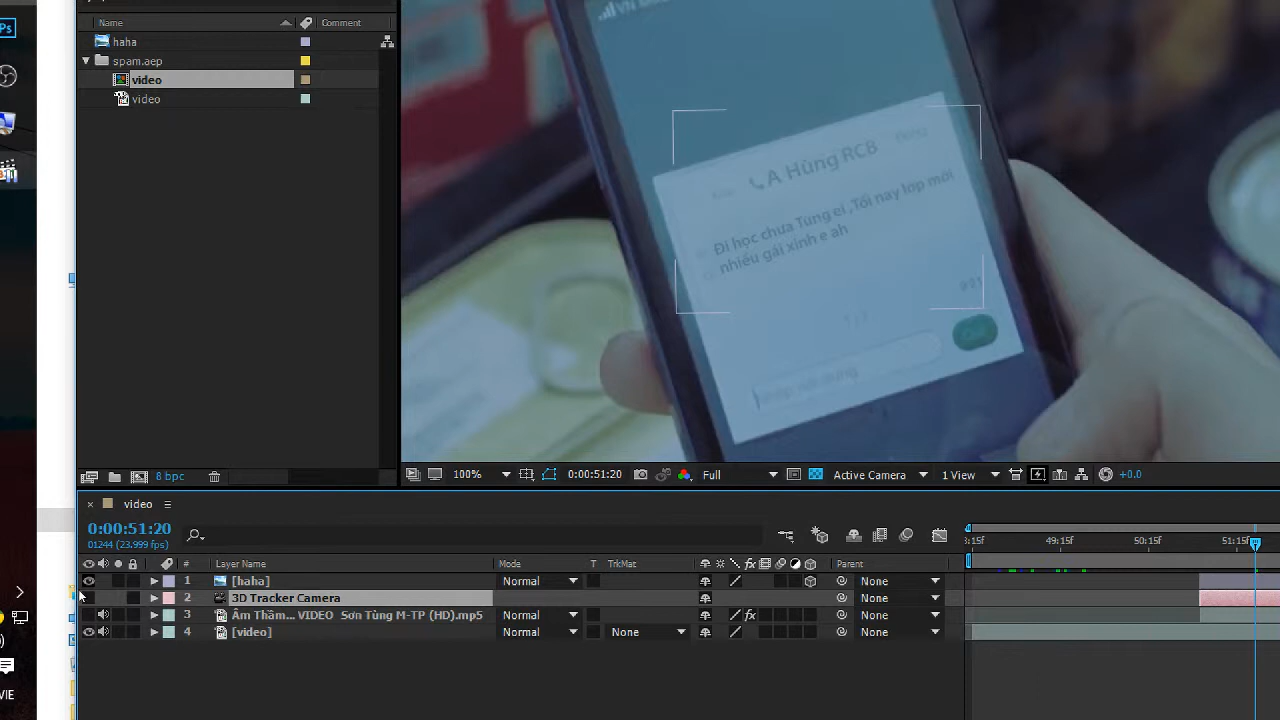 Ps
Name
Comment
haha
spam.aep
video
video
8 bpc
A Hùng RCB
Đi học chưa Tùng ei ,Tối nay lớp mới
nhiều gái xinh e ah
100%
0:00:51:20
Full
Active Camera
1 View
+0.0
video
0:00:51:20
01244 (23.999 fps)
:15f
49:15f
50:15f
51:15f
# Layer Name
Mode
T TrkMat
Parent
1 [haha]
Normal
None
2 3D Tracker Camera
None
3 Âm Thầm... VIDEO Sơn Tùng M-TP (HD).mp5
Normal
None
4 [video]
Normal
None
None
VIE